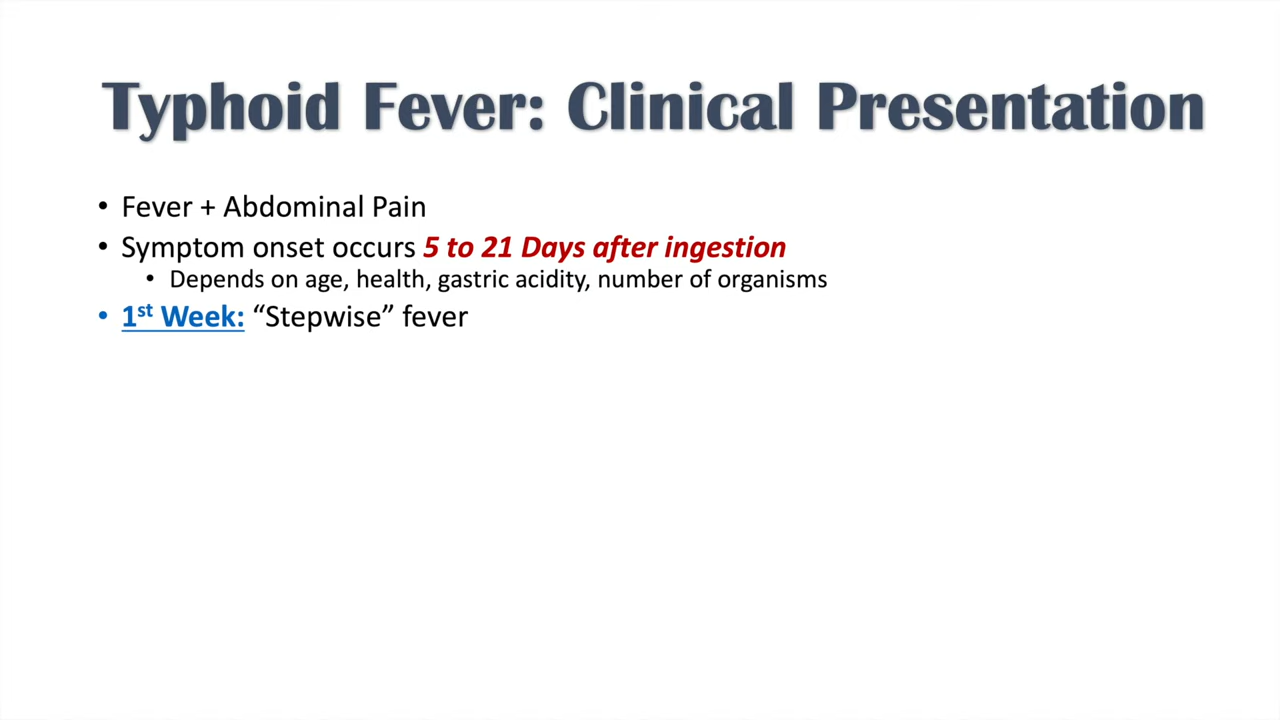 Typhoid Fever: Clinical Presentation
• Fever + Abdominal Pain
• Symptom onset occurs 5 to 21 Days after ingestion
• Depends on age, health, gastric acidity, number of organisms
• 1st Week: “Stepwise” fever